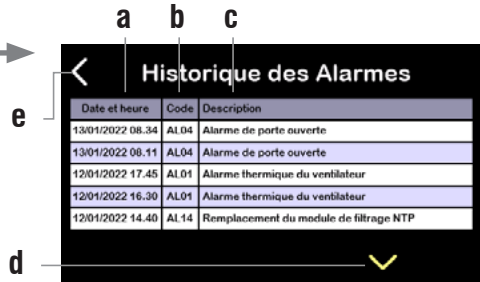 a b c
Historique des Alarmes
e
Date et heure Code Description
13/01/2022 08.34 AL04 Alarme de porte ouverte
13/01/2022 08.11 AL04 Alarme de porte ouverte
12/01/2022 17.45 AL01 Alarme thermique du ventilateur
12/01/2022 16.30 AL01 Alarme thermique du ventilateur
12/01/2022 14.40 AL14 Remplacement du module de filtrage NTP
d